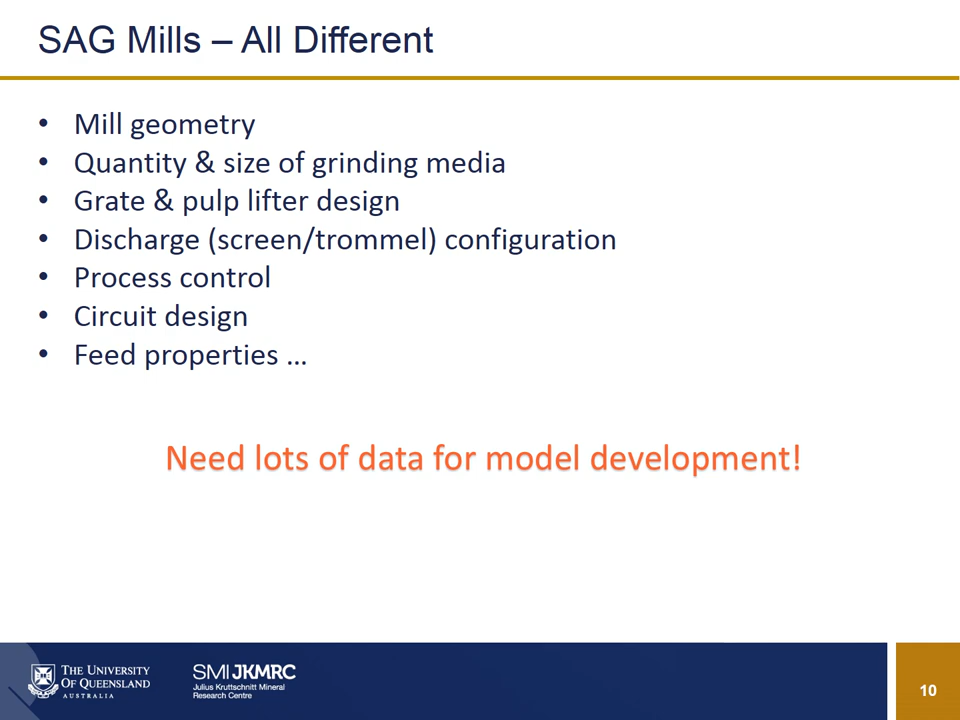 SAG Mills – All Different
• Mill geometry
• Quantity & size of grinding media
• Grate & pulp lifter design
• Discharge (screen/trommel) configuration
• Process control
• Circuit design
• Feed properties ...
Need lots of data for model development!
THE UNIVERSITY
OF QUEENSLAND
AUSTRALIA
SMI JKMRC
Julius Kruttschnitt Mineral
Research Centre
10